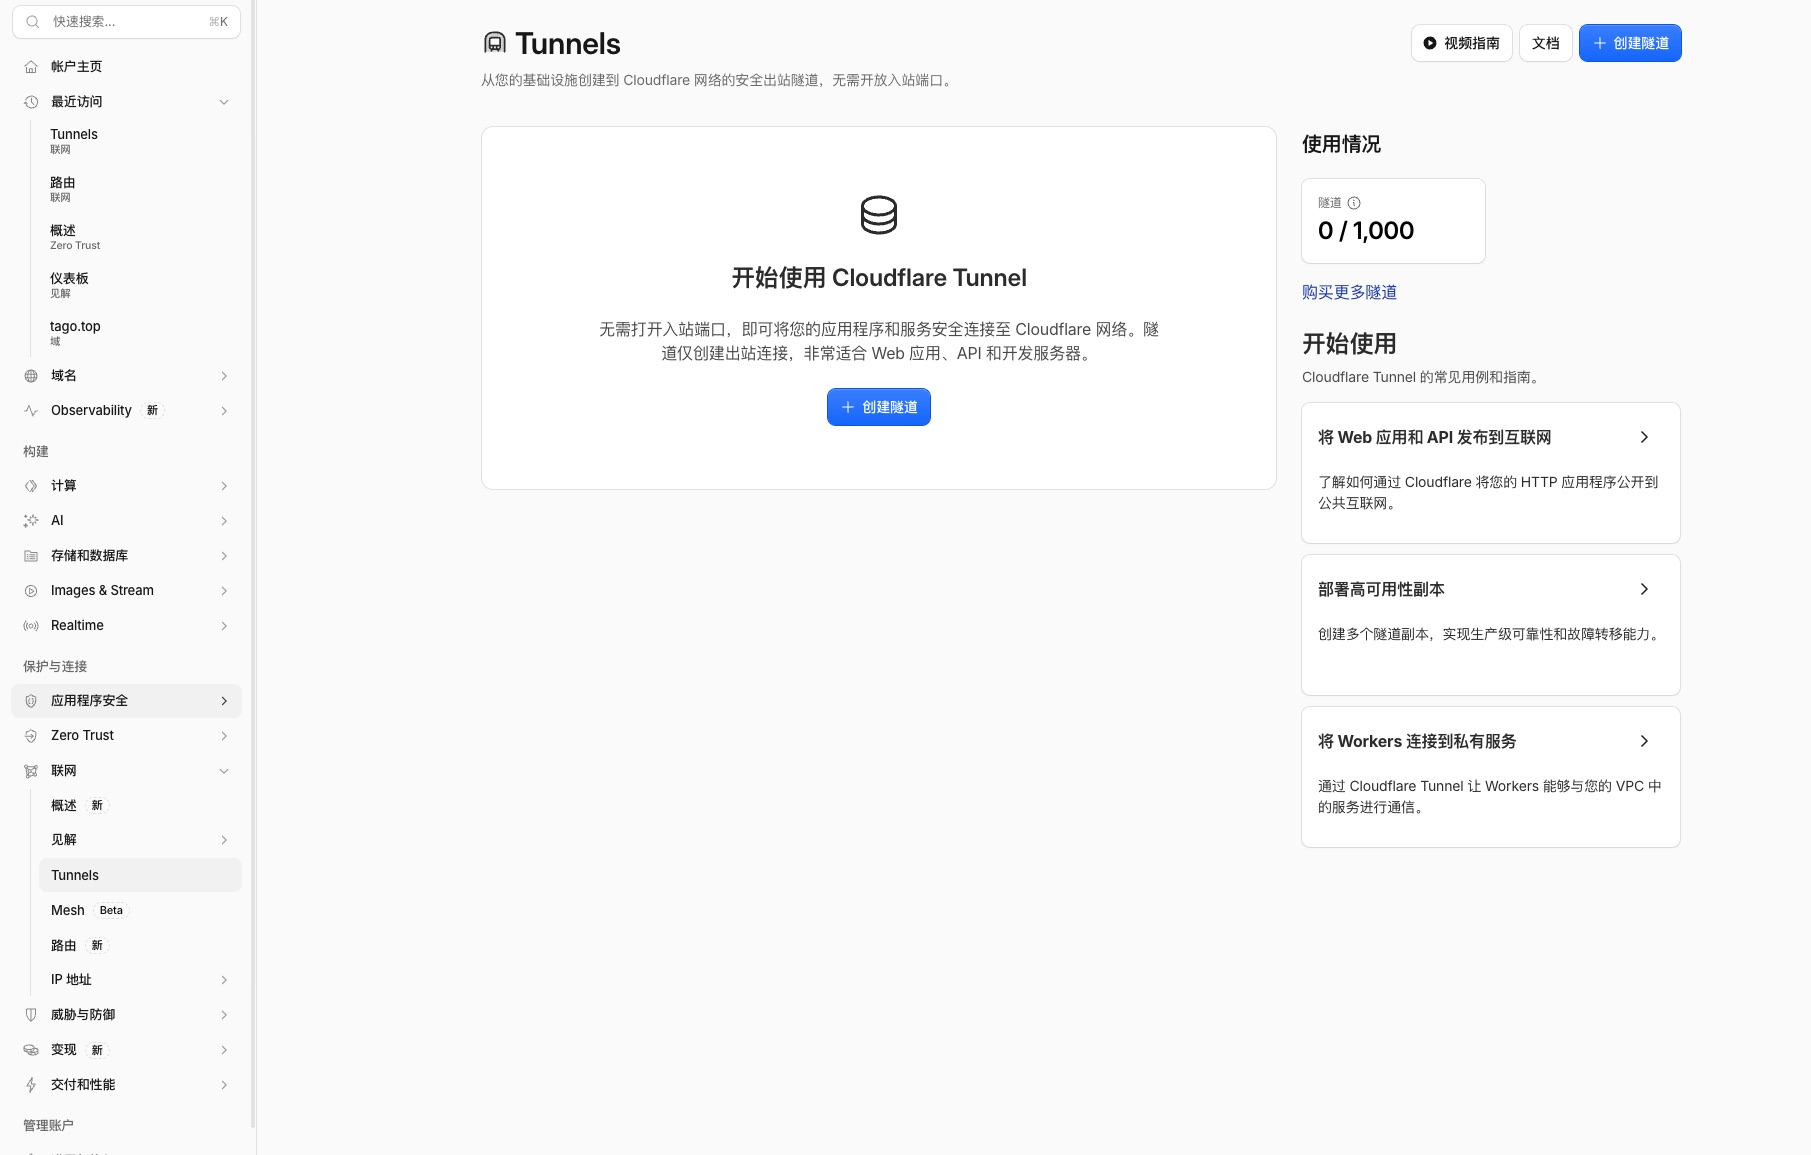 快速搜索... ⌘K
帐户主页
最近访问
Tunnels
联网
路由
联网
概述
Zero Trust
仪表板
见解
tago.top
域
域名
Observability 新
构建
计算
AI
存储和数据库
Images & Stream
Realtime
保护与连接
应用程序安全
Zero Trust
联网
概述 新
见解
Tunnels
Mesh Beta
路由 新
IP 地址
威胁与防御
变现 新
交付和性能
管理账户
Tunnels
从您的基础设施创建到 Cloudflare 网络的安全出站隧道，无需开放入站端口。
视频指南
文档
创建隧道
开始使用 Cloudflare Tunnel
无需打开入站端口，即可将您的应用程序和服务安全连接至 Cloudflare 网络。隧
道仅创建出站连接，非常适合 Web 应用、API 和开发服务器。
创建隧道
使用情况
隧道
0 / 1,000
购买更多隧道
开始使用
Cloudflare Tunnel 的常见用例和指南。
将 Web 应用和 API 发布到互联网
了解如何通过 Cloudflare 将您的 HTTP 应用程序公开到
公共互联网。
部署高可用性副本
创建多个隧道副本，实现生产级可靠性和故障转移能力。
将 Workers 连接到私有服务
通过 Cloudflare Tunnel 让 Workers 能够与您的 VPC 中
的服务进行通信。